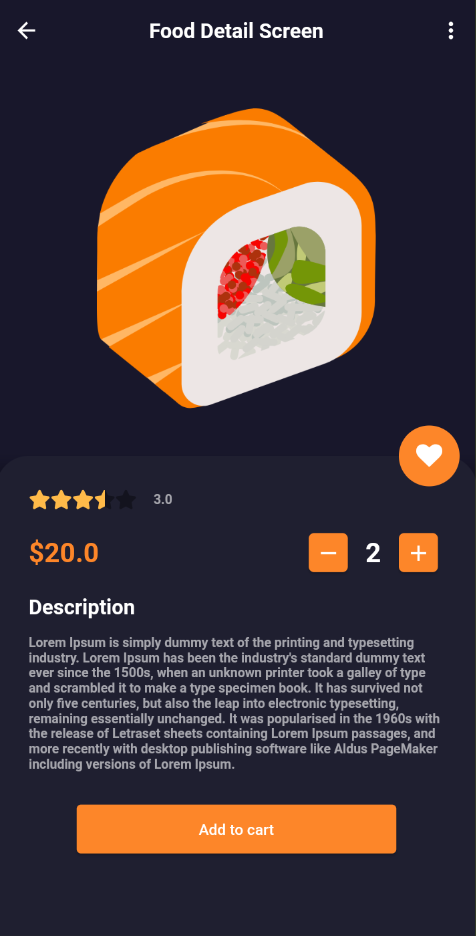 Food Detail Screen
3.0
$20.0
2
Description
Lorem Ipsum is simply dummy text of the printing and typesetting
industry. Lorem Ipsum has been the industry's standard dummy text
ever since the 1500s, when an unknown printer took a galley of type
and scrambled it to make a type specimen book. It has survived not
only five centuries, but also the leap into electronic typesetting,
remaining essentially unchanged. It was popularised in the 1960s with
the release of Letraset sheets containing Lorem Ipsum passages, and
more recently with desktop publishing software like Aldus PageMaker
including versions of Lorem Ipsum.
Add to cart